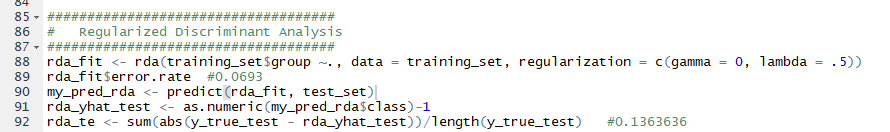 84
85 ####################################
86 #   Regularized Discriminant Analysis
87 ####################################
88 rda_fit <- rda(training_set$group ~., data = training_set, regularization = c(gamma = 0, lambda = .5))
89 rda_fit$error.rate  #0.0693
90 my_pred_rda <- predict(rda_fit, test_set)
91 rda_yhat_test <- as.numeric(my_pred_rda$class)-1
92 rda_te <- sum(abs(y_true_test - rda_yhat_test))/length(y_true_test)   #0.1363636